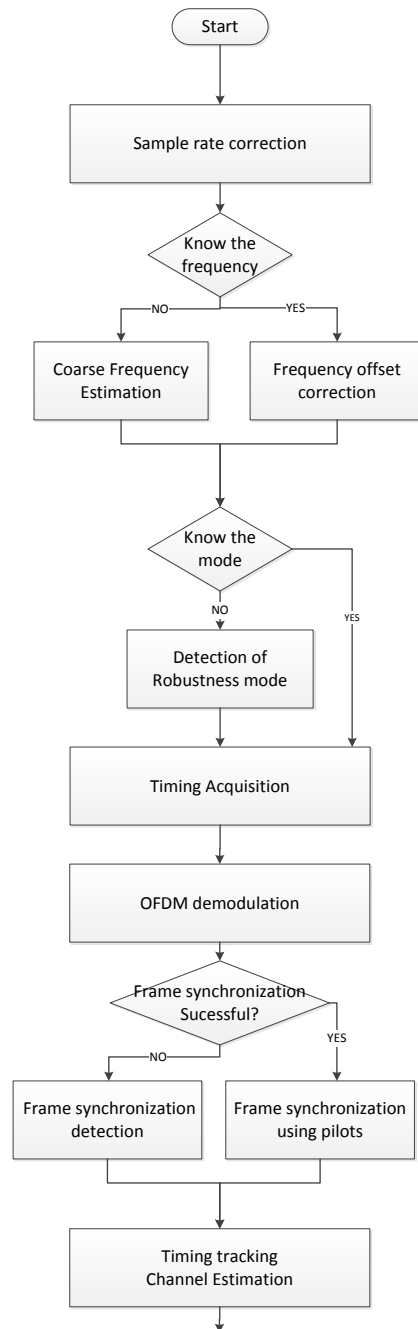 Start
Sample rate correction
Know the
frequency
NO
YES
Coarse Frequency
Estimation
Frequency offset
correction
Know the
mode
NO
YES
Detection of
Robustness mode
Timing Acquisition
OFDM demodulation
Frame synchronization
Sucessful?
NO
YES
Frame synchronization
detection
Frame synchronization
using pilots
Timing tracking
Channel Estimation